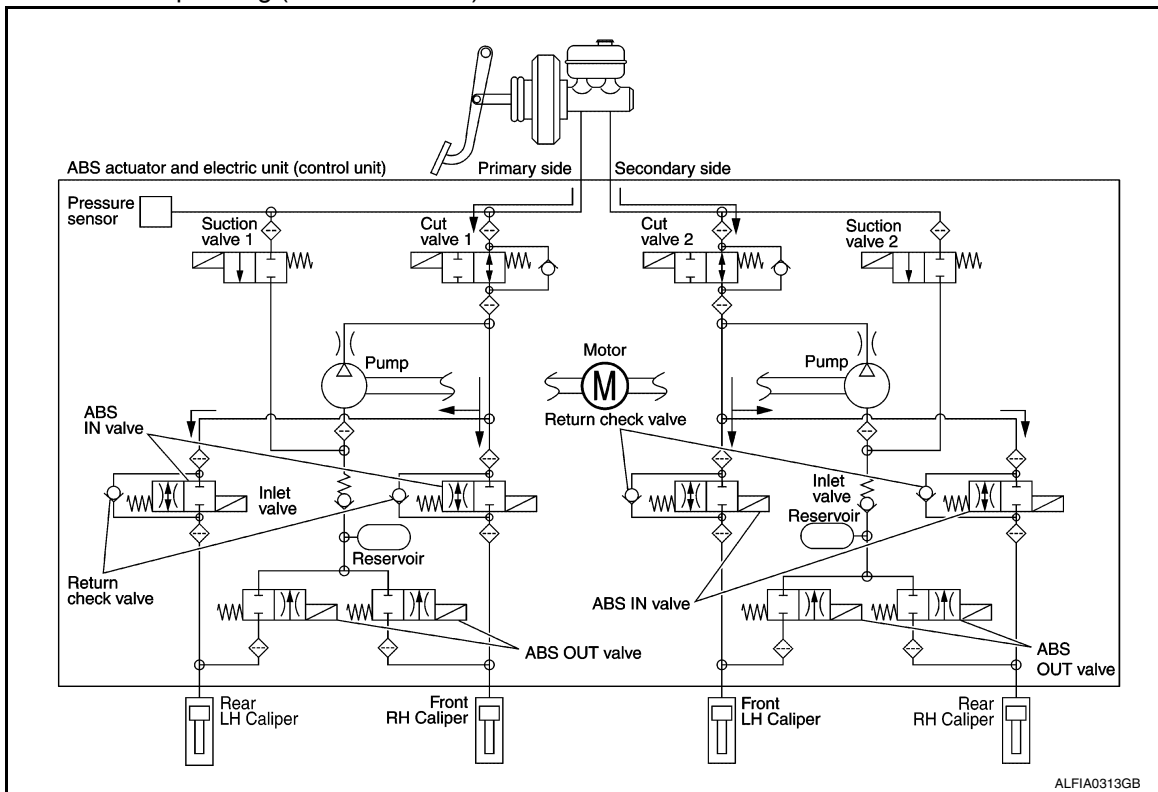 ABS actuator and electric unit (control unit)
Primary side
Secondary side
Pressure
sensor
Suction
valve 1
Cut
valve 1
Cut
valve 2
Suction
valve 2
Pump
Motor
M
Pump
Return check valve
ABS
IN valve
Inlet
valve
Inlet
valve
Reservoir
Reservoir
Return
check valve
ABS IN valve
ABS OUT valve
ABS
OUT valve
Rear
LH Caliper
Front
RH Caliper
Front
LH Caliper
Rear
RH Caliper
ALFIA0313GB